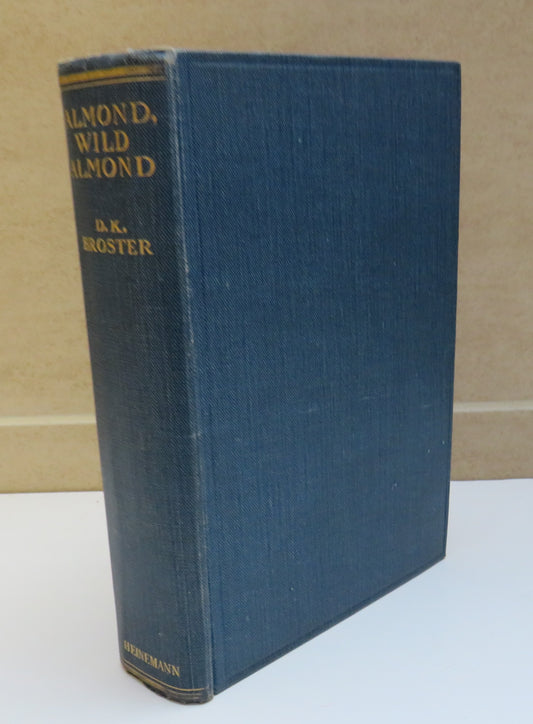 ALMOND,
WILD
ALMOND
D.K.
BROSTER
HEINEMANN